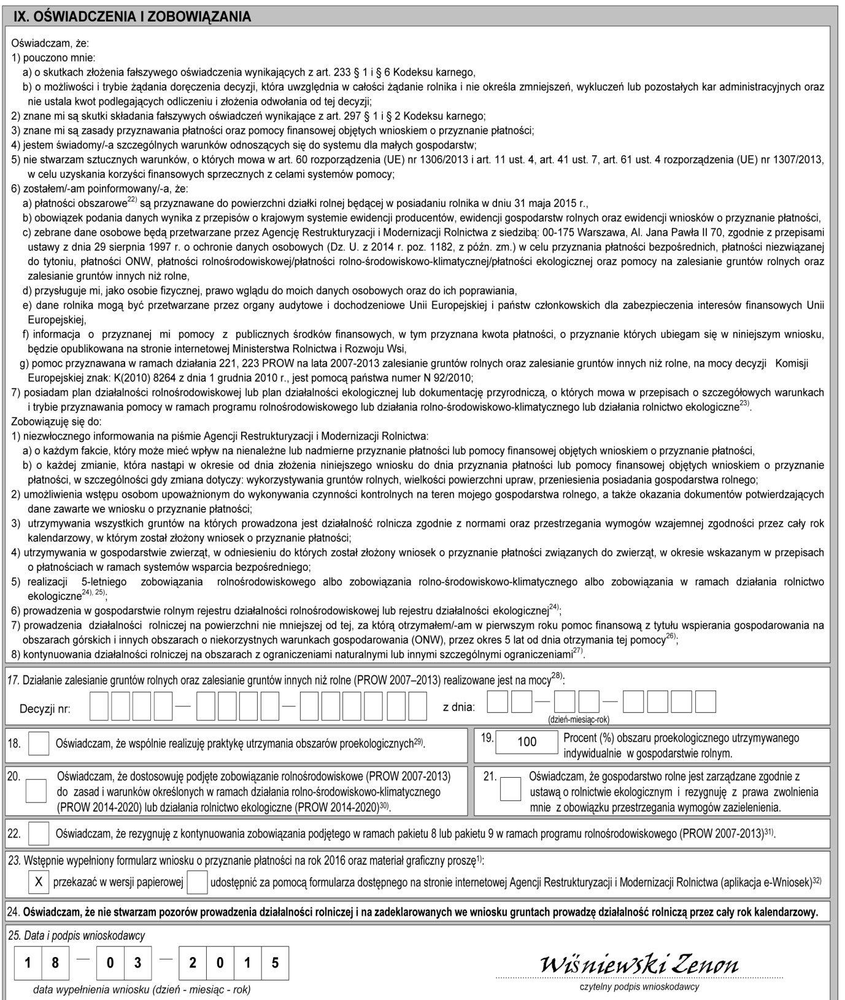 IX. OŚWIADCZENIA I ZOBOWIĄZANIA
Oświadczam, że:
1) pouczono mnie:
a) o skutkach złożenia fałszywego oświadczenia wynikających z art. 233 § 1 i § 6 Kodeksu karnego,
b) o możliwości i trybie żądania doręczenia decyzji, która uwzględnia w całości żądanie rolnika i nie określa zmniejszeń, wykluczeń lub pozostałych kar administracyjnych oraz
nie ustala kwot podlegających odliczeniu i złożenia odwołania od tej decyzji;
2) znane mi są skutki składania fałszywych oświadczeń wynikające z art. 297 § 1 i § 2 Kodeksu karnego;
3) znane mi są zasady przyznawania płatności oraz pomocy finansowej objętych wnioskiem o przyznanie płatności;
4) jestem świadomy/-a szczególnych warunków odnoszących się do systemu dla małych gospodarstw;
5) nie stwarzam sztucznych warunków, o których mowa w art. 60 rozporządzenia (UE) nr 1306/2013 i art. 11 ust. 4, art. 41 ust. 7, art. 61 ust. 4 rozporządzenia (UE) nr 1307/2013,
w celu uzyskania korzyści finansowych sprzecznych z celami systemów pomocy;
6) zostałem/-am poinformowany/-a, że:
a) płatności obszarowe22) są przyznawane do powierzchni działki rolnej będącej w posiadaniu rolnika w dniu 31 maja 2015 r.,
b) obowiązek podania danych wynika z przepisów o krajowym systemie ewidencji producentów, ewidencji gospodarstw rolnych oraz ewidencji wniosków o przyznanie płatności,
c) zebrane dane osobowe będą przetwarzane przez Agencję Restrukturyzacji i Modernizacji Rolnictwa z siedzibą: 00-175 Warszawa, Al. Jana Pawła II 70, zgodnie z przepisami
ustawy z dnia 29 sierpnia 1997 r. o ochronie danych osobowych (Dz. U. z 2014 r. poz. 1182, z późn. zm.) w celu przyznania płatności bezpośrednich, płatności niezwiązanej
do tytoniu, płatności ONW, płatności rolnośrodowiskowej/płatności rolno-środowiskowo-klimatycznej/płatności ekologicznej oraz pomocy na zalesianie gruntów rolnych oraz
zalesianie gruntów innych niż rolne,
d) przysługuje mi, jako osobie fizycznej, prawo wglądu do moich danych osobowych oraz do ich poprawiania,
e) dane rolnika mogą być przetwarzane przez organy audytowe i dochodzeniowe Unii Europejskiej i państw członkowskich dla zabezpieczenia interesów finansowych Unii
Europejskiej,
f) informacja o przyznanej mi pomocy z publicznych środków finansowych, w tym przyznana kwota płatności, o przyznanie których ubiegam się w niniejszym wniosku,
będzie opublikowana na stronie internetowej Ministerstwa Rolnictwa i Rozwoju Wsi,
g) pomoc przyznawana w ramach działania 221, 223 PROW na lata 2007-2013 zalesianie gruntów rolnych oraz zalesianie gruntów innych niż rolne, na mocy decyzji Komisji
Europejskiej znak: K(2010) 8264 z dnia 1 grudnia 2010 r., jest pomocą państwa numer N 92/2010;
7) posiadam plan działalności rolnośrodowiskowej lub plan działalności ekologicznej lub dokumentację przyrodniczą, o których mowa w przepisach o szczegółowych warunkach
i trybie przyznawania pomocy w ramach programu rolnośrodowiskowego lub działania rolno-środowiskowo-klimatycznego lub działania rolnictwo ekologiczne23).
Zobowiązuję się do:
1) niezwłocznego informowania na piśmie Agencji Restrukturyzacji i Modernizacji Rolnictwa:
a) o każdym fakcie, który może mieć wpływ na nienależne lub nadmierne przyznanie płatności lub pomocy finansowej objętych wnioskiem o przyznanie płatności,
b) o każdej zmianie, która nastąpi w okresie od dnia złożenia niniejszego wniosku do dnia przyznania płatności lub pomocy finansowej objętych wnioskiem o przyznanie
płatności, w szczególności gdy zmiana dotyczy: wykorzystywania gruntów rolnych, wielkości powierzchni upraw, przeniesienia posiadania gospodarstwa rolnego;
2) umożliwienia wstępu osobom upoważnionym do wykonywania czynności kontrolnych na teren mojego gospodarstwa rolnego, a także okazania dokumentów potwierdzających
dane zawarte we wniosku o przyznanie płatności;
3) utrzymywania wszystkich gruntów na których prowadzona jest działalność rolnicza zgodnie z normami oraz przestrzegania wymogów wzajemnej zgodności przez cały rok
kalendarzowy, w którym został złożony wniosek o przyznanie płatności;
4) utrzymywania w gospodarstwie zwierząt, w odniesieniu do których został złożony wniosek o przyznanie płatności związanych do zwierząt, w okresie wskazanym w przepisach
o płatnościach w ramach systemów wsparcia bezpośredniego;
5) realizacji 5-letniego zobowiązania rolnośrodowiskowego albo zobowiązania rolno-środowiskowo-klimatycznego albo zobowiązania w ramach działania rolnictwo
ekologiczne24), 25);
6) prowadzenia w gospodarstwie rolnym rejestru działalności rolnośrodowiskowej lub rejestru działalności ekologicznej24);
7) prowadzenia działalności rolniczej na powierzchni nie mniejszej od tej, za którą otrzymałem/-am w pierwszym roku pomoc finansową z tytułu wspierania gospodarowania na
obszarach górskich i innych obszarach o niekorzystnych warunkach gospodarowania (ONW), przez okres 5 lat od dnia otrzymania tej pomocy26);
8) kontynuowania działalności rolniczej na obszarach z ograniczeniami naturalnymi lub innymi szczególnymi ograniczeniami27).
17. Działanie zalesianie gruntów rolnych oraz zalesianie gruntów innych niż rolne (PROW 2007–2013) realizowane jest na mocy28):
Decyzji nr: — — z dnia: — —
(dzień-miesiąc-rok)
18. Oświadczam, że wspólnie realizuję praktykę utrzymania obszarów proekologicznych29).
19. 100 Procent (%) obszaru proekologicznego utrzymywanego
indywidualnie w gospodarstwie rolnym.
20. Oświadczam, że dostosowuję podjęte zobowiązanie rolnośrodowiskowe (PROW 2007-2013)
do zasad i warunków określonych w ramach działania rolno-środowiskowo-klimatycznego
(PROW 2014-2020) lub działania rolnictwo ekologiczne (PROW 2014-2020)30).
21. Oświadczam, że gospodarstwo rolne jest zarządzane zgodnie z
ustawą o rolnictwie ekologicznym i rezygnuję z prawa zwolnienia
mnie z obowiązku przestrzegania wymogów zazielenienia.
22. Oświadczam, że rezygnuję z kontynuowania zobowiązania podjętego w ramach pakietu 8 lub pakietu 9 w ramach programu rolnośrodowiskowego (PROW 2007-2013)31).
23. Wstępnie wypełniony formularz wniosku o przyznanie płatności na rok 2016 oraz materiał graficzny proszę1):
X przekazać w wersji papierowej udostępnić za pomocą formularza dostępnego na stronie internetowej Agencji Restrukturyzacji i Modernizacji Rolnictwa (aplikacja e-Wniosek)32)
24. Oświadczam, że nie stwarzam pozorów prowadzenia działalności rolniczej i na zadeklarowanych we wniosku gruntach prowadzę działalność rolniczą przez cały rok kalendarzowy.
25. Data i podpis wnioskodawcy
1 8 — 0 3 — 2 0 1 5
Wiśniewski Zenon
data wypełnienia wniosku (dzień - miesiąc - rok)
czytelny podpis wnioskodawcy